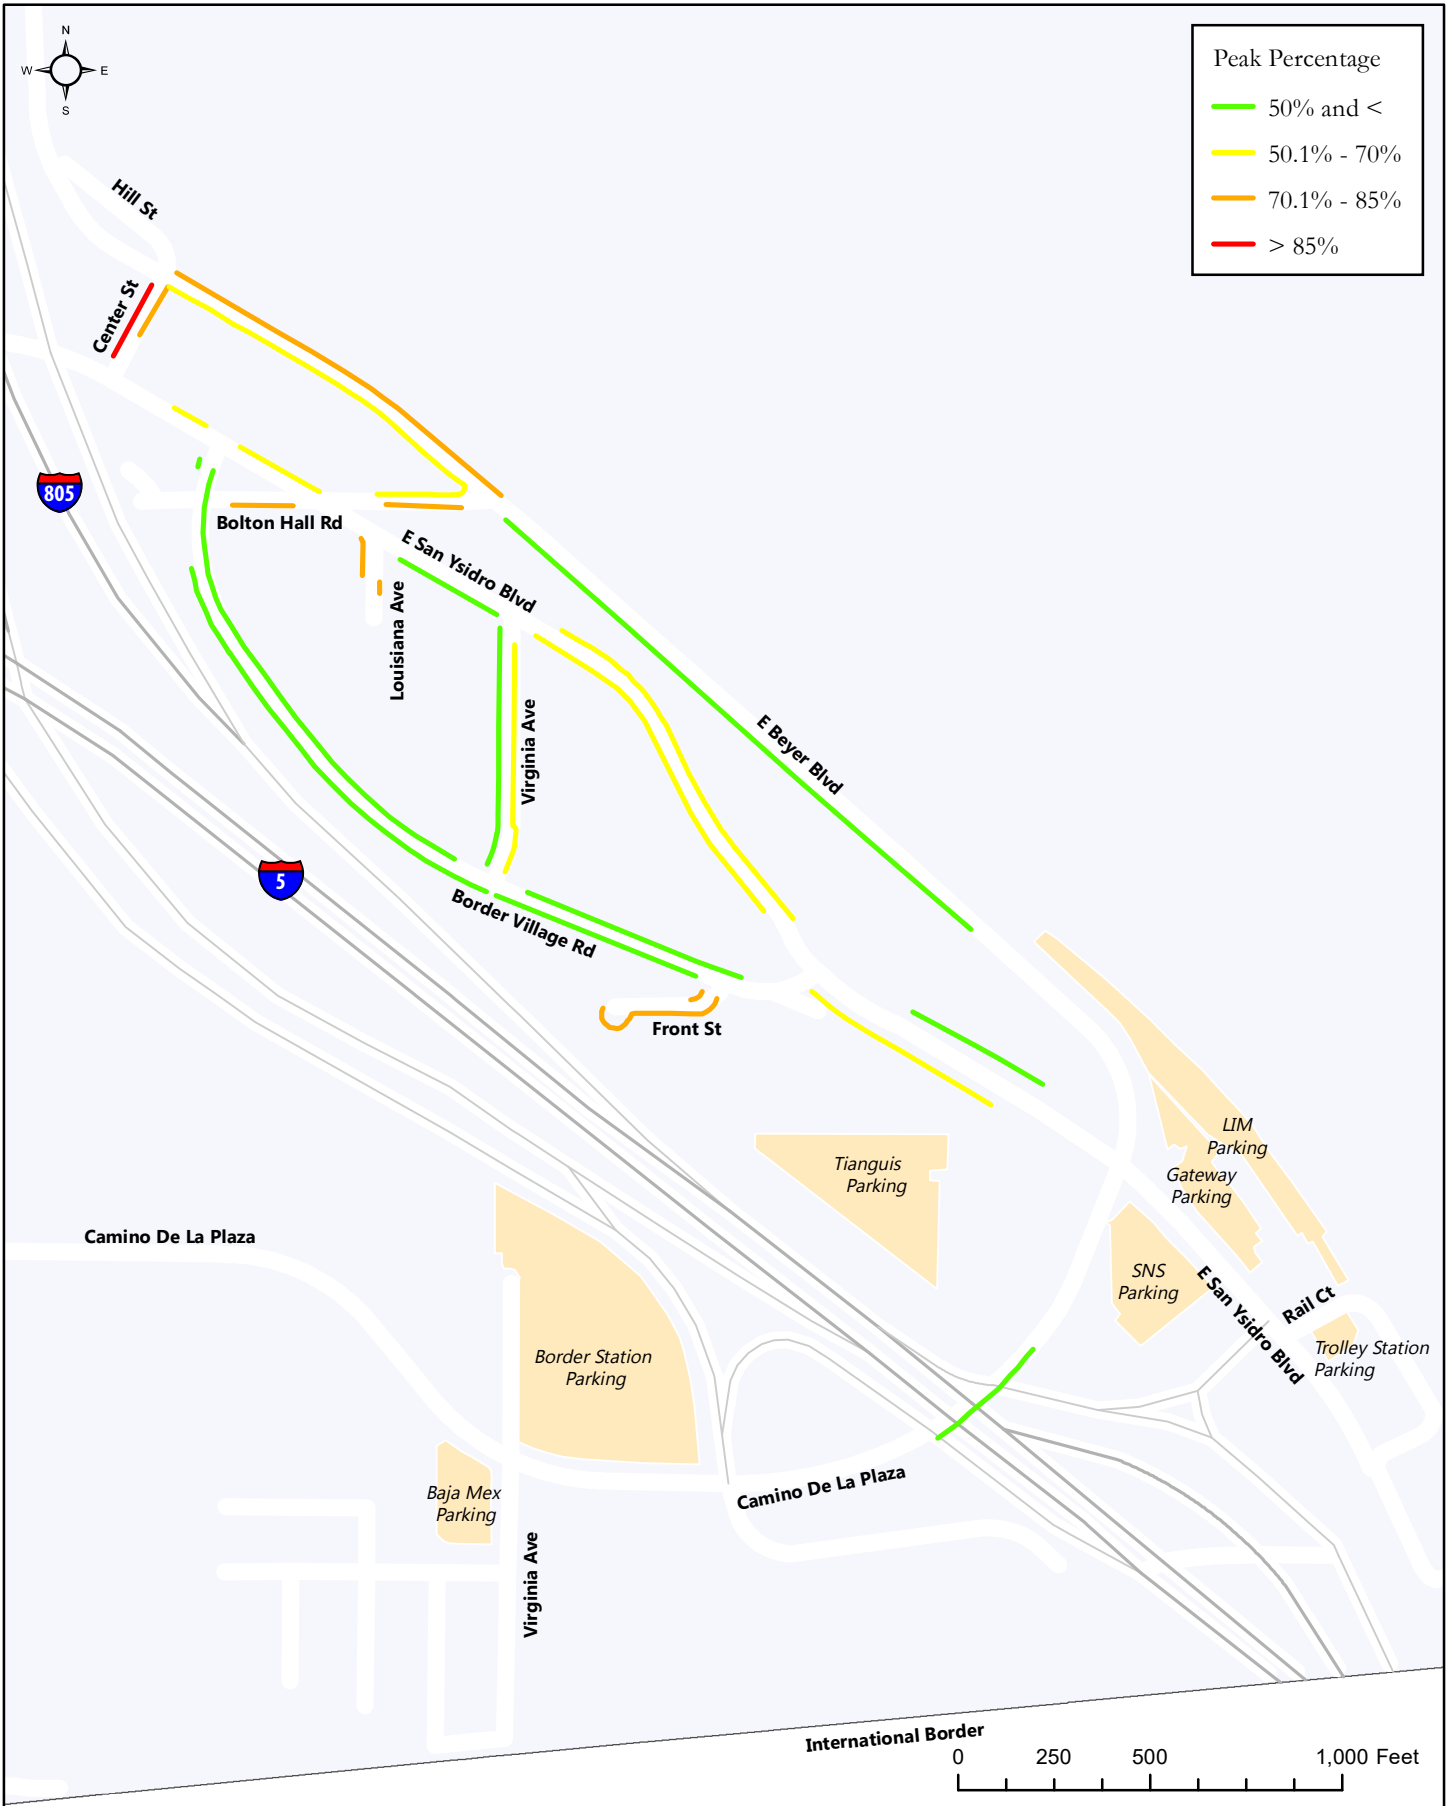 N
W E
S
Peak Percentage
50% and <
50.1% - 70%
70.1% - 85%
> 85%
Hill St
Center St
805
Bolton Hall Rd
E San Ysidro Blvd
Louisiana Ave
Virginia Ave
E Beyer Blvd
5
Border Village Rd
Front St
LIM
Parking
Tianguis
Parking
Gateway
Parking
Camino De La Plaza
SNS
Parking
E San Ysidro Blvd
Rail Ct
Trolley Station
Parking
Border Station
Parking
Baja Mex
Parking
Camino De La Plaza
Virginia Ave
International Border
0 250 500 1,000 Feet